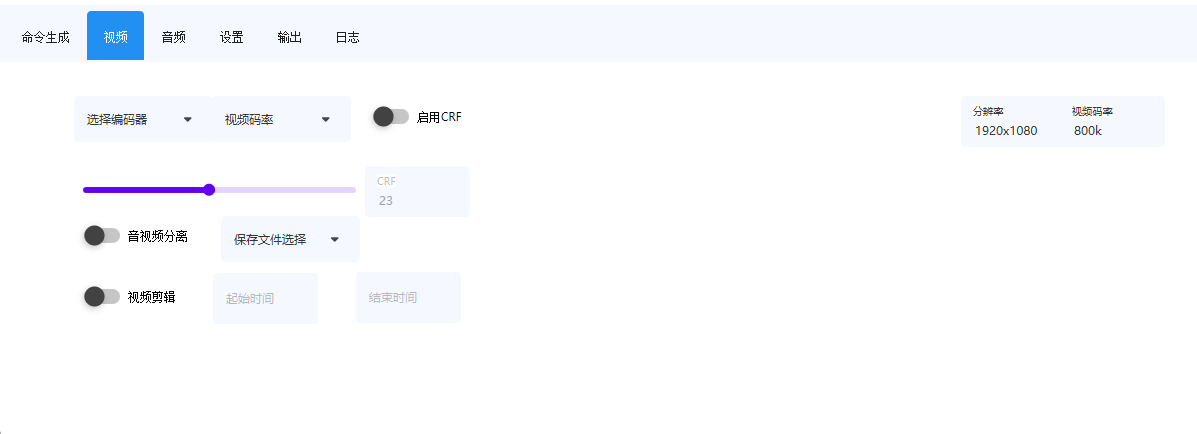 命令生成 视频 音频 设置 输出 日志
选择编码器 视频码率 启用CRF
分辨率 视频码率
1920x1080 800k
CRF
23
音视频分离 保存文件选择
视频剪辑 起始时间 结束时间